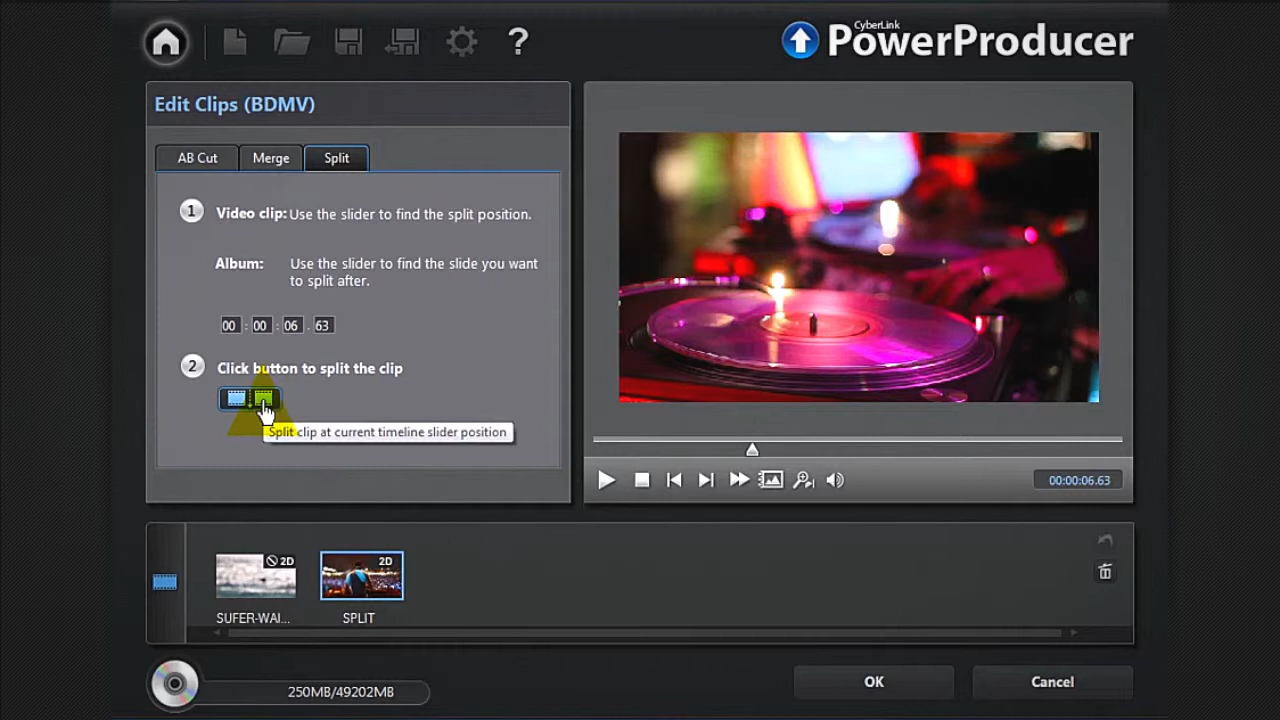 ?
CyberLink
PowerProducer
Edit Clips (BDMV)
AB Cut
Merge
Split
1
Video clip: Use the slider to find the split position.
Album: Use the slider to find the slide you want
to split after.
00 : 00 : 06 . 63
2
Click button to split the clip
Split clip at current timeline slider position
00:00:06.63
2D
2D
SUFER-WAI...
SPLIT
250MB/49202MB
OK
Cancel